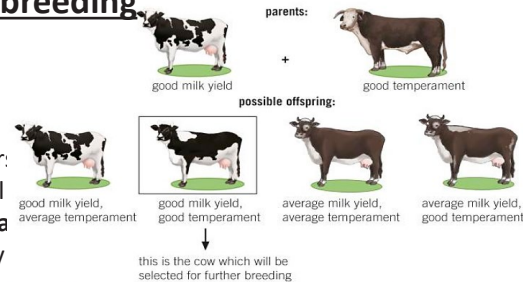 breeding
parents:
+
good milk yield
good temperament
possible offspring:
good milk yield,
average temperament
good milk yield,
good temperament
average milk yield,
average temperament
average milk yield,
good temperament
this is the cow which will be
selected for further breeding